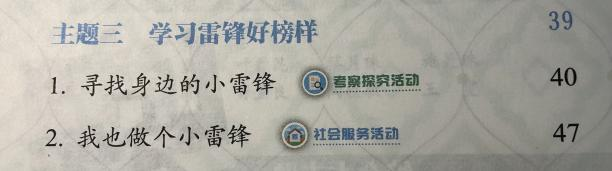 主题三 学习雷锋好榜样 39
1. 寻找身边的小雷锋 考察探究活动 40
2. 我也做个小雷锋 社会服务活动 47